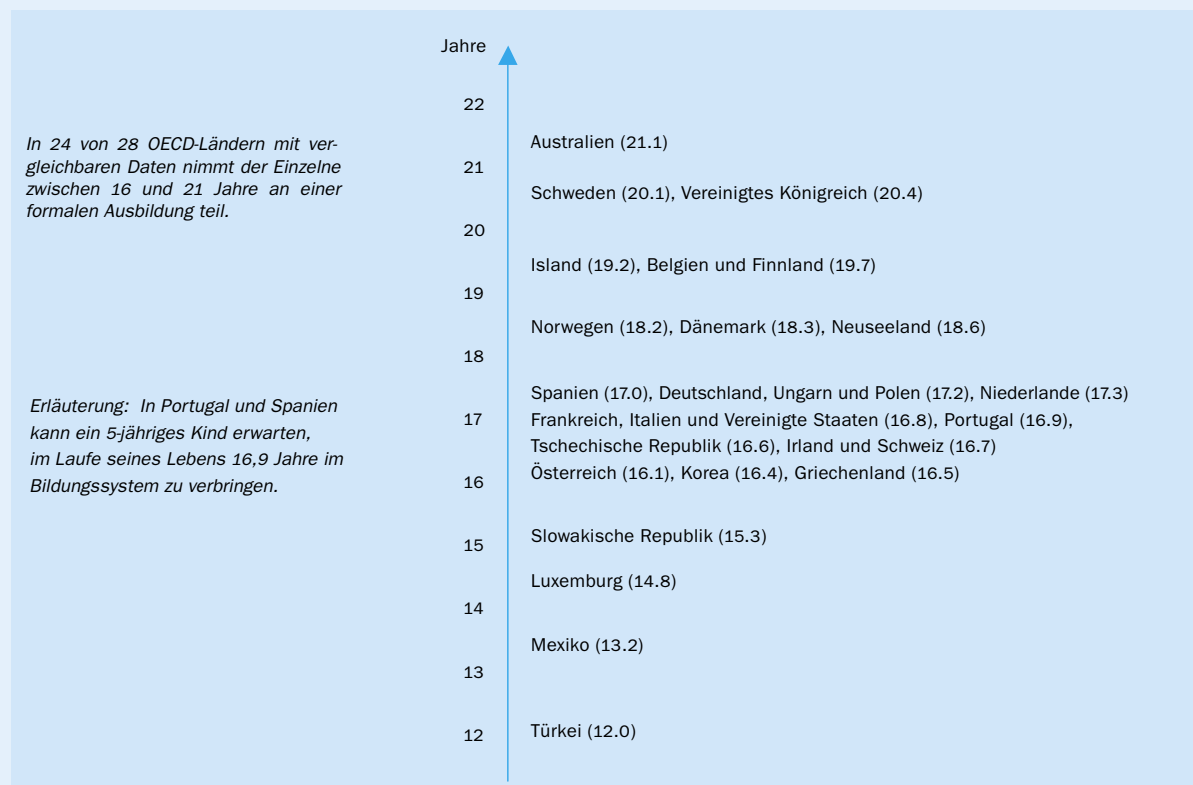 Jahre
22
In 24 von 28 OECD-Ländern mit ver-
gleichbaren Daten nimmt der Einzelne
zwischen 16 und 21 Jahre an einer
formalen Ausbildung teil.
Australien (21.1)
21
Schweden (20.1), Vereinigtes Königreich (20.4)
20
Island (19.2), Belgien und Finnland (19.7)
19
Norwegen (18.2), Dänemark (18.3), Neuseeland (18.6)
18
Erläuterung: In Portugal und Spanien
kann ein 5-jähriges Kind erwarten,
im Laufe seines Lebens 16,9 Jahre im
Bildungssystem zu verbringen.
Spanien (17.0), Deutschland, Ungarn und Polen (17.2), Niederlande (17.3)
17
Frankreich, Italien und Vereinigte Staaten (16.8), Portugal (16.9),
Tschechische Republik (16.6), Irland und Schweiz (16.7)
Österreich (16.1), Korea (16.4), Griechenland (16.5)
16
Slowakische Republik (15.3)
15
Luxemburg (14.8)
14
Mexiko (13.2)
13
Türkei (12.0)
12